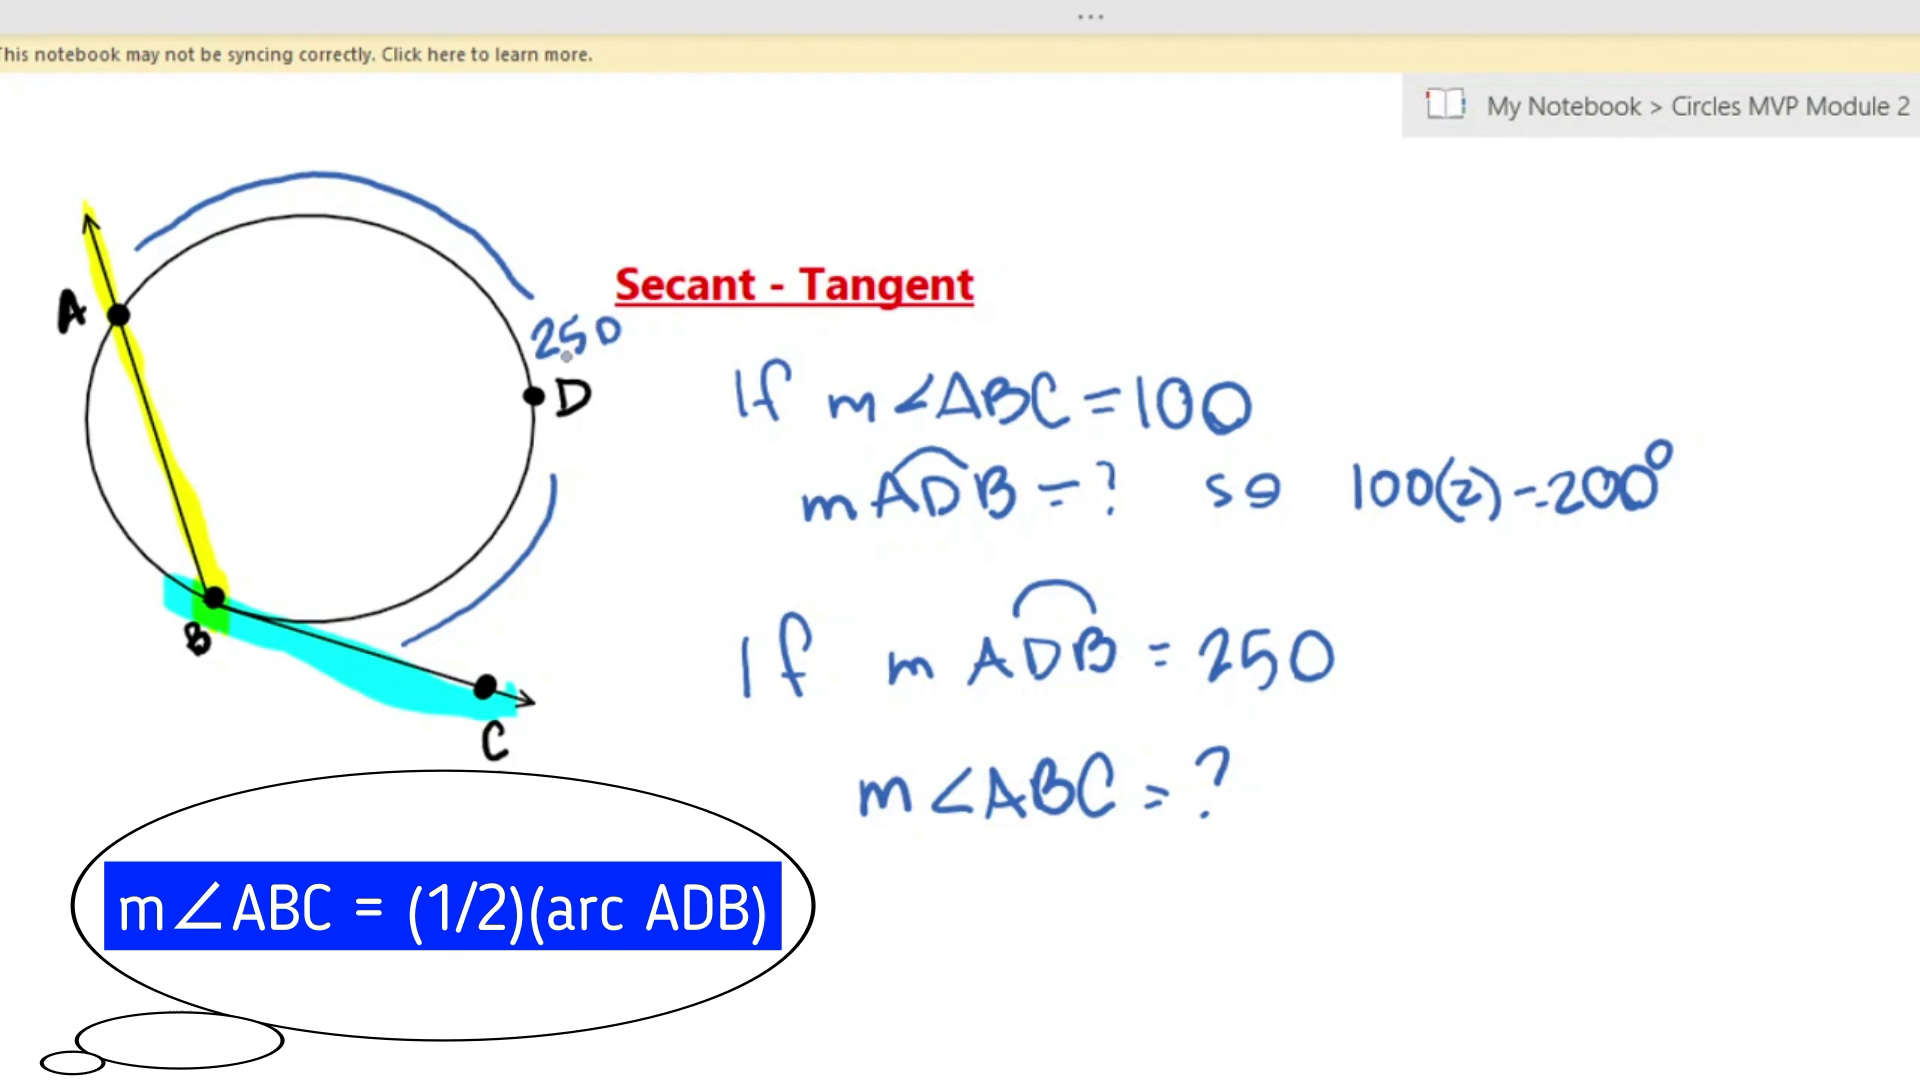 ...
This notebook may not be syncing correctly. Click here to learn more.
My Notebook > Circles MVP Module 2
A
250
D
B
C
Secant - Tangent
If m∠ABC = 100
mADB = ? so 100(2) = 200°
If mADB = 250
m∠ABC = ?
m∠ABC = (1/2)(arc ADB)